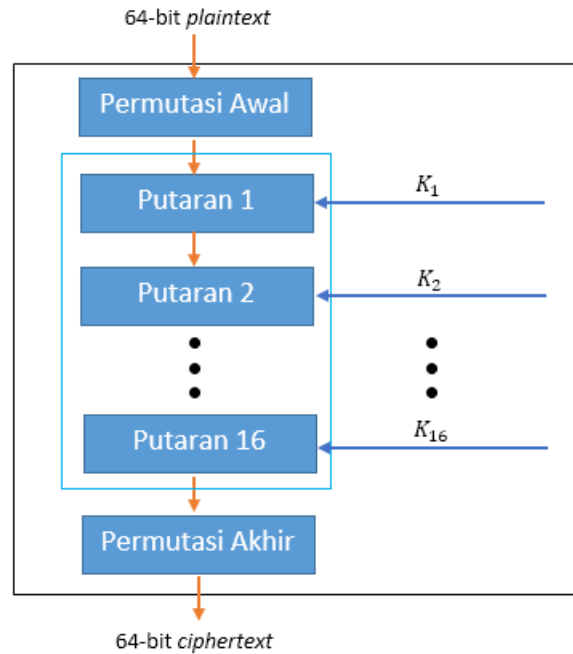 64-bit plaintext
Permutasi Awal
Putaran 1
K₁
Putaran 2
K₂
Putaran 16
K₁₆
Permutasi Akhir
64-bit ciphertext